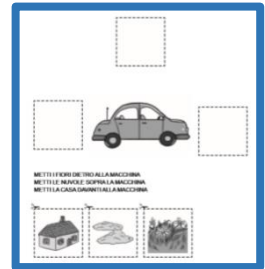 METTI I FIORI DIETRO ALLA MACCHINA
METTI LE NUVOLE SOPRA LA MACCHINA
METTI LA CASA DAVANTI ALLA MACCHINA